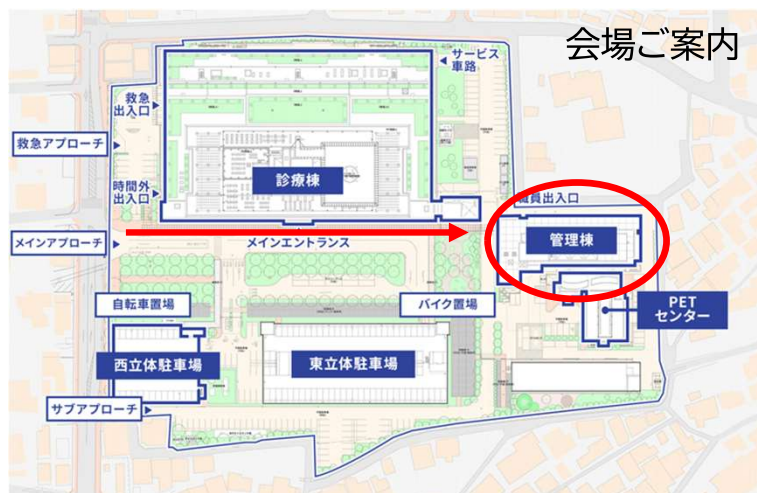 会場ご案内
サービス
車路
救急
出入口
救急アプローチ
診療棟
時間外
出入口
職員出入口
メインアプローチ
メインエントランス
管理棟
自転車置場
バイク置場
PET
センター
西立体駐車場
東立体駐車場
サブアプローチ